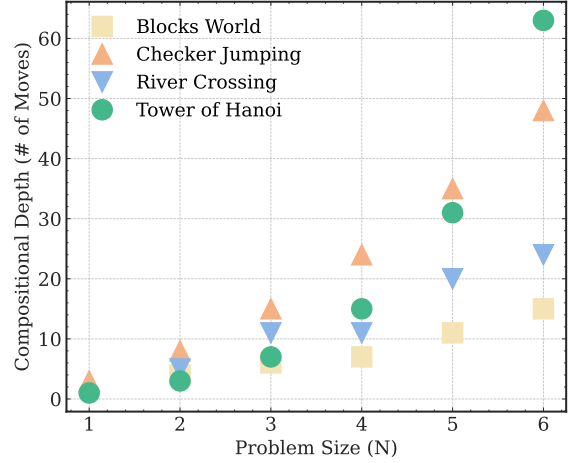 Blocks World
Checker Jumping
River Crossing
Tower of Hanoi
Compositional Depth (# of Moves)
60
50
40
30
20
10
0
1 2 3 4 5 6
Problem Size (N)